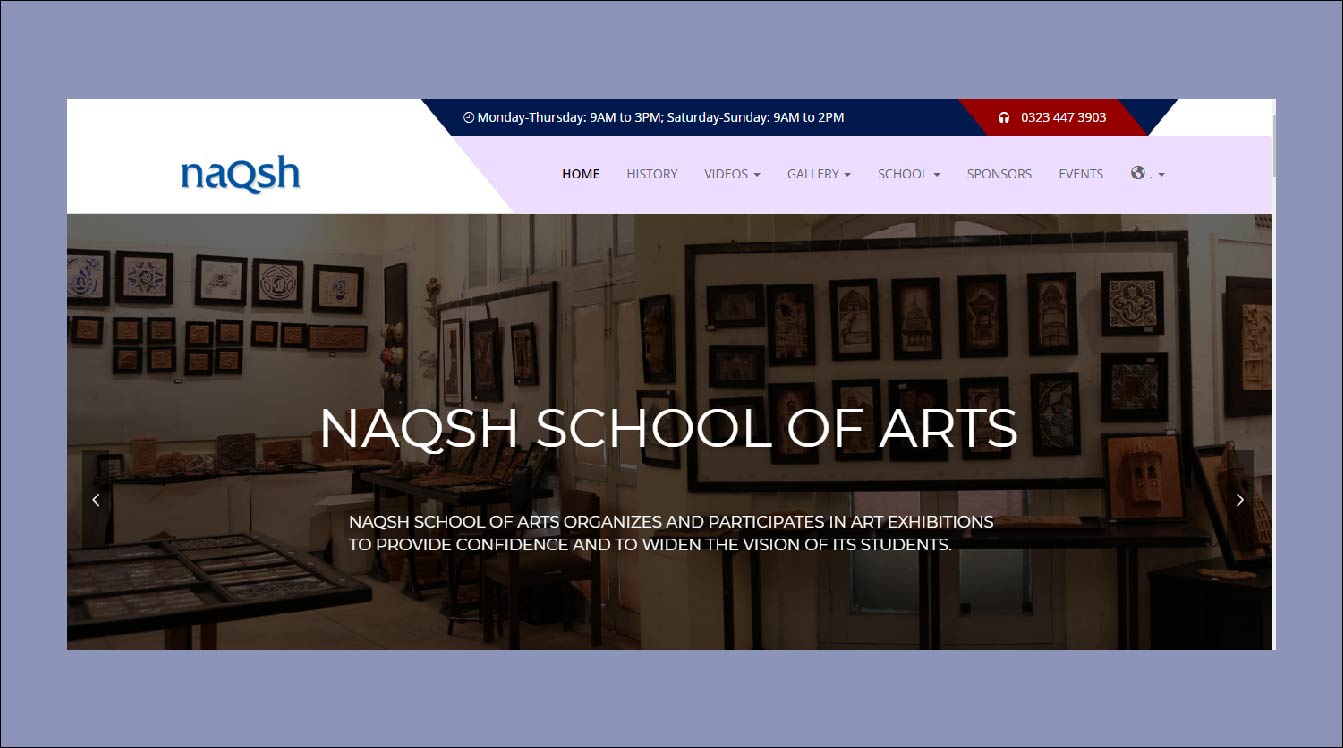 Monday-Thursday: 9AM to 3PM; Saturday-Sunday: 9AM to 2PM
0323 447 3903
naQsh
HOME HISTORY VIDEOS GALLERY SCHOOL SPONSORS EVENTS .
NAQSH SCHOOL OF ARTS
NAQSH SCHOOL OF ARTS ORGANIZES AND PARTICIPATES IN ART EXHIBITIONS
TO PROVIDE CONFIDENCE AND TO WIDEN THE VISION OF ITS STUDENTS.